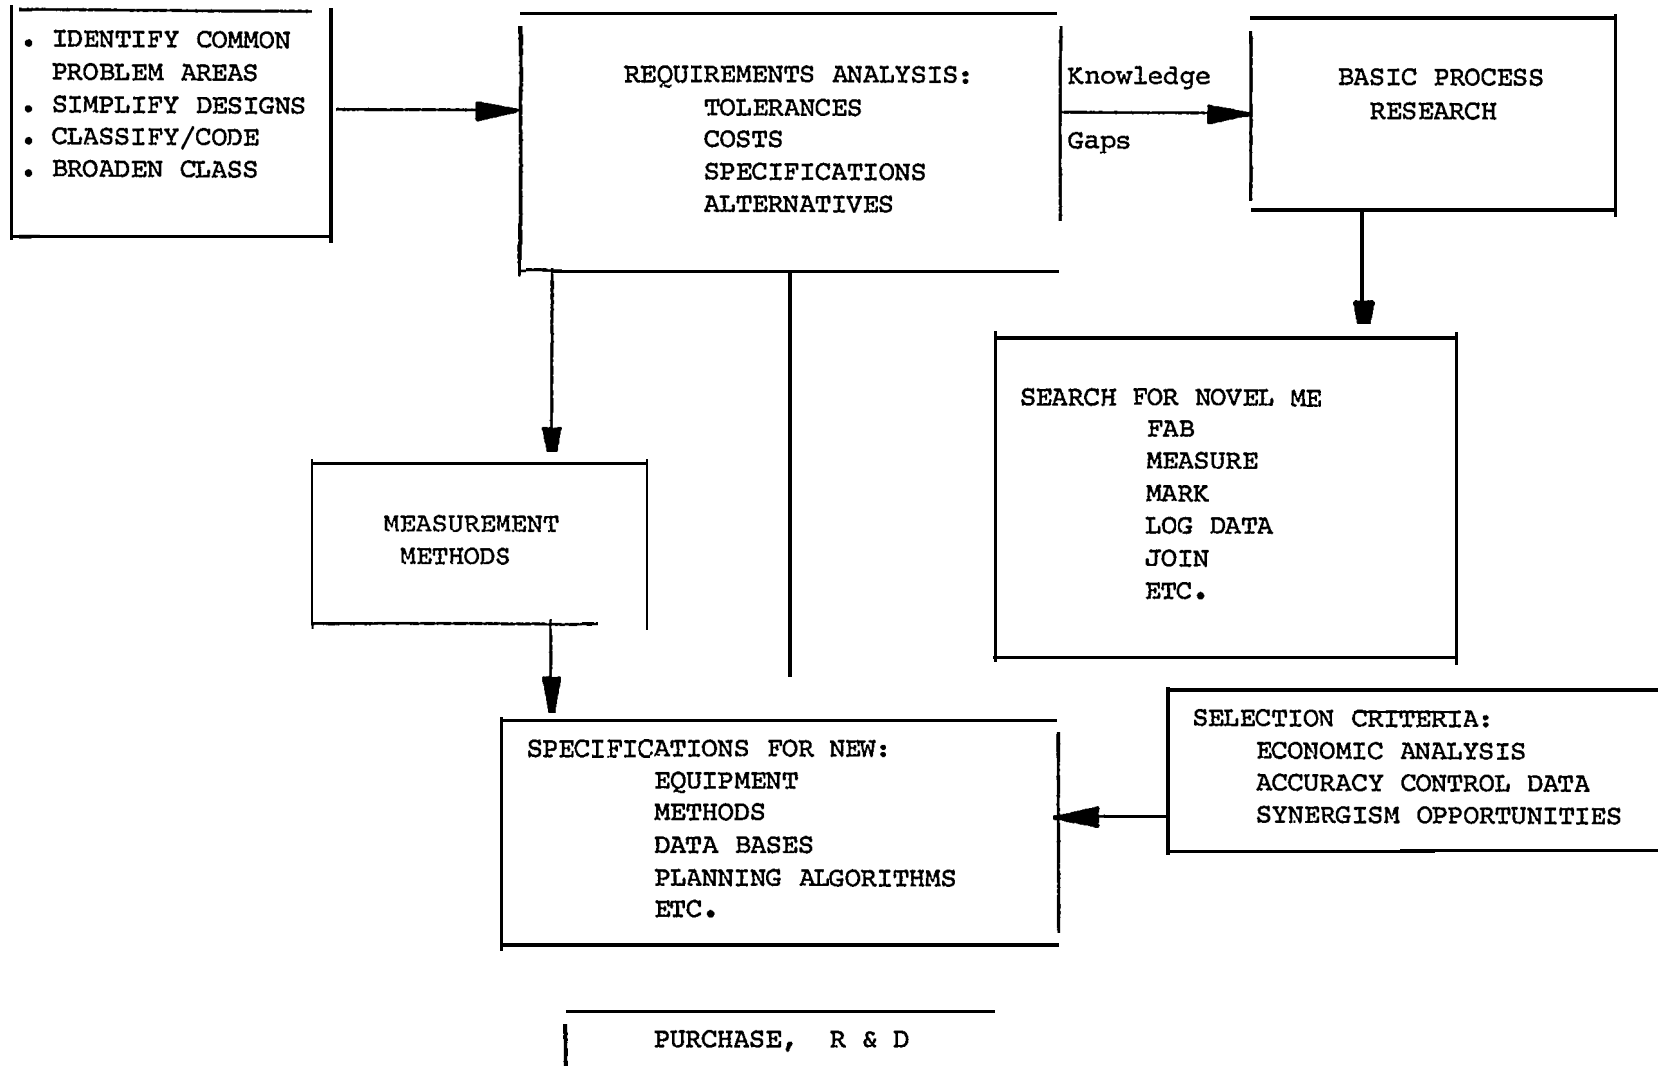 • IDENTIFY COMMON
PROBLEM AREAS
• SIMPLIFY DESIGNS
• CLASSIFY/CODE
• BROADEN CLASS
REQUIREMENTS ANALYSIS:
TOLERANCES
COSTS
SPECIFICATIONS
ALTERNATIVES
Knowledge
Gaps
BASIC PROCESS
RESEARCH
SEARCH FOR NOVEL ME
FAB
MEASURE
MARK
LOG DATA
JOIN
ETC.
MEASUREMENT
METHODS
SPECIFICATIONS FOR NEW:
EQUIPMENT
METHODS
DATA BASES
PLANNING ALGORITHMS
ETC.
SELECTION CRITERIA:
ECONOMIC ANALYSIS
ACCURACY CONTROL DATA
SYNERGISM OPPORTUNITIES
PURCHASE, R & D